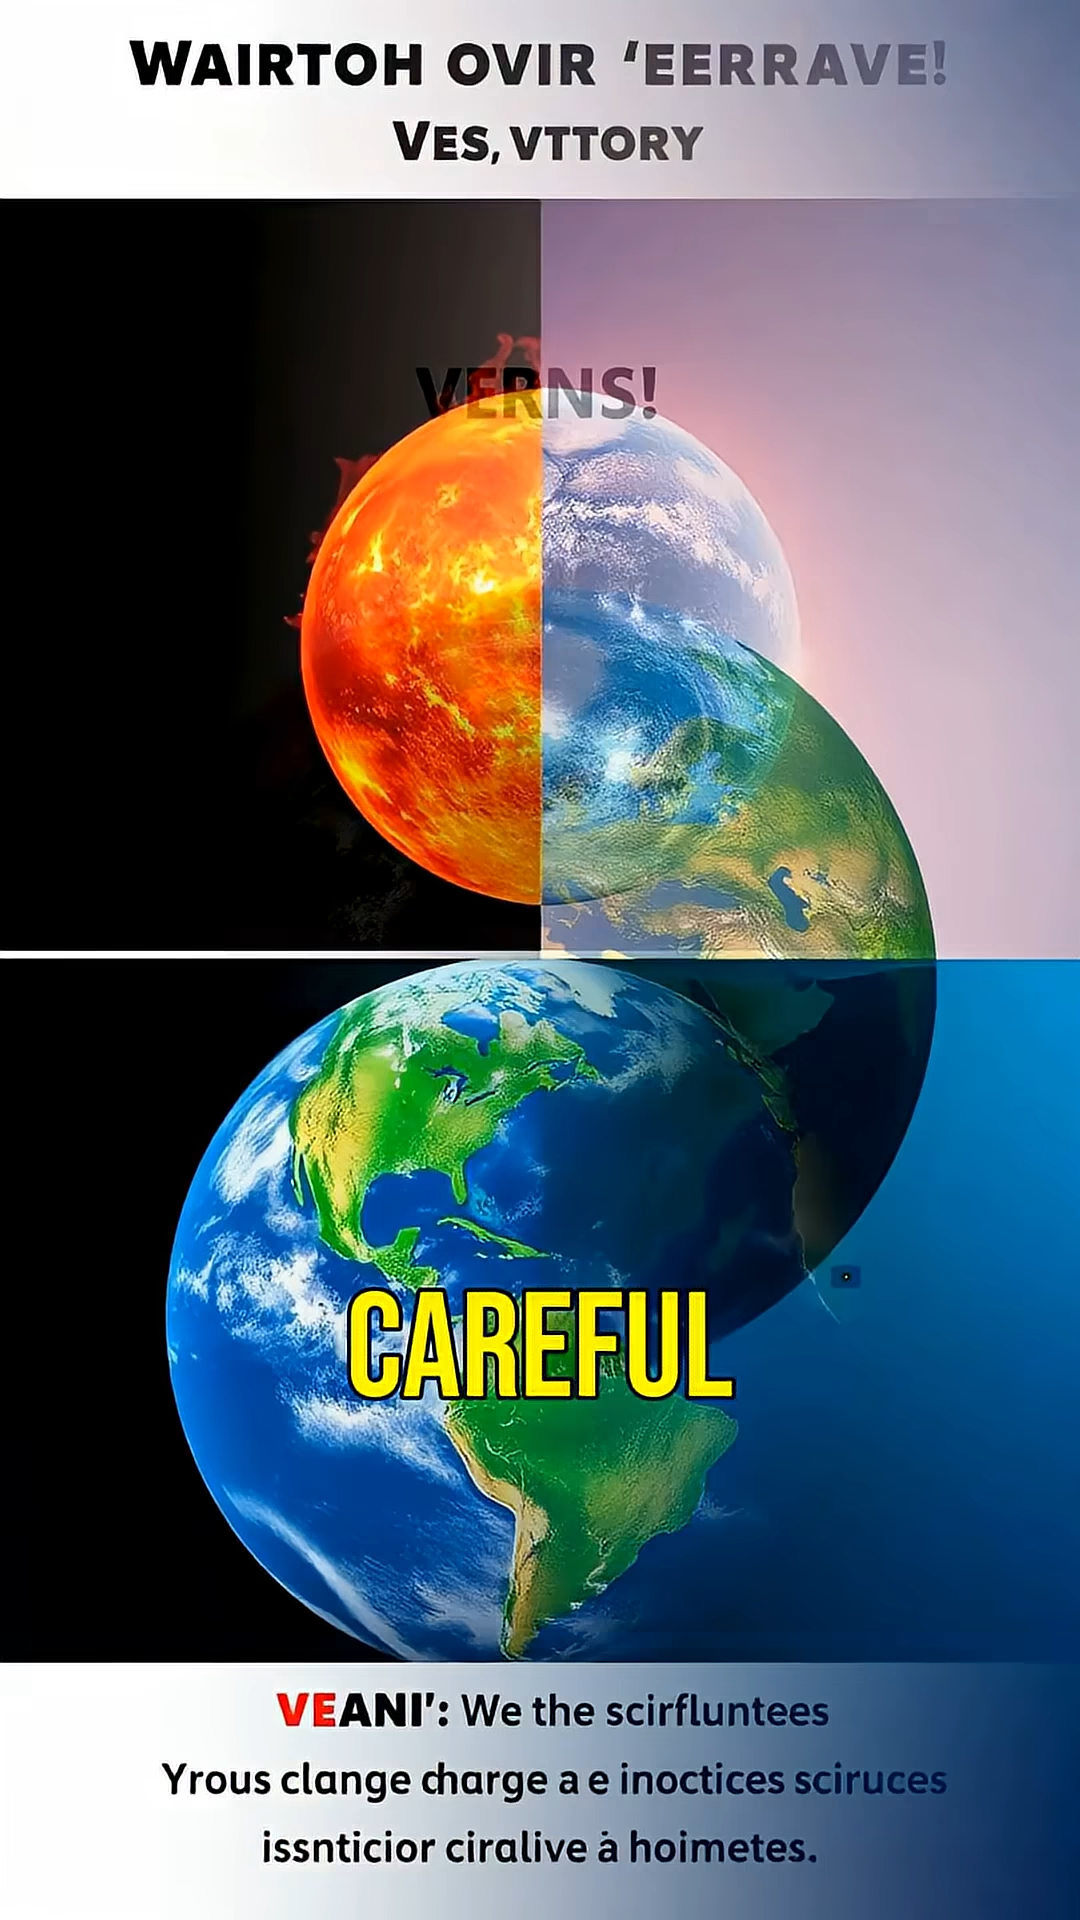 WAIRTOH OVIR ‘EERRAVE!
VES, VTTORY
VERNS!
CAREFUL
VEANI’: We the scirfluntees
Yrous clange charge a e inoctices sciruces
issnticior ciralive à hoimetes.